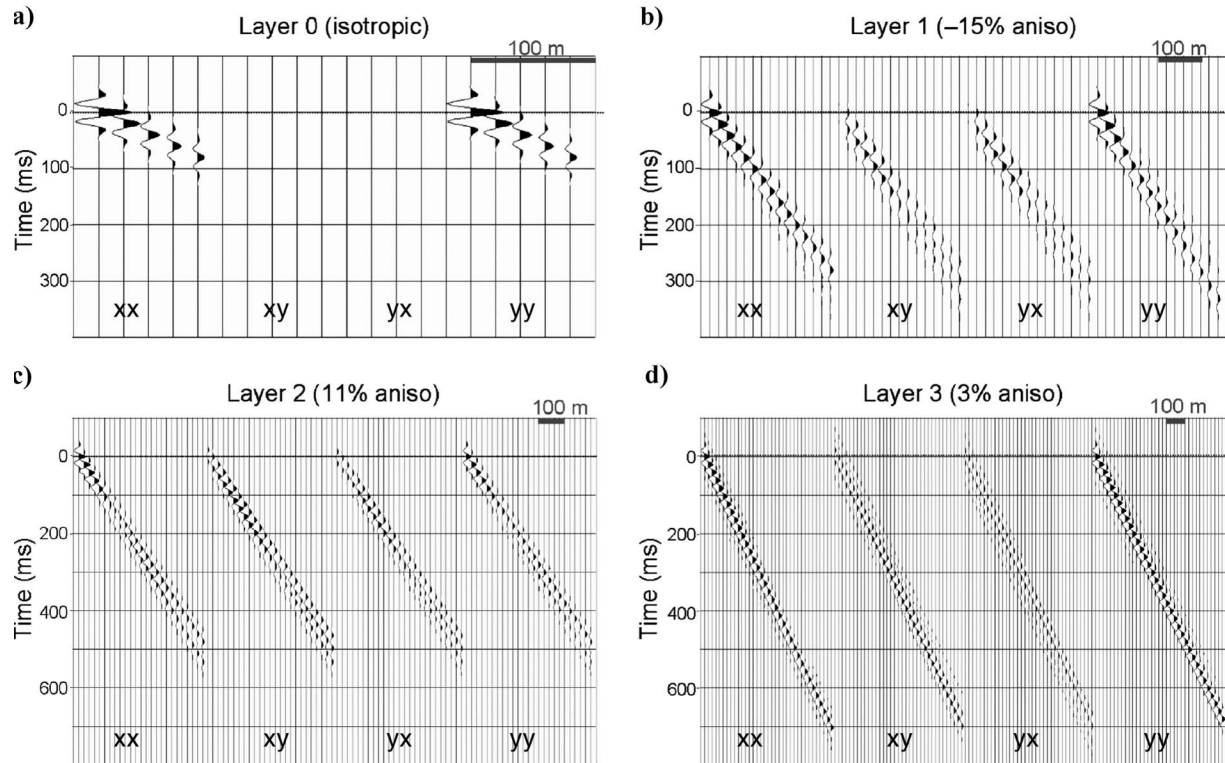 a)
Layer 0 (isotropic)
100 m
0
100
200
300
Time (ms)
xx xy yx yy
b)
Layer 1 (–15% aniso)
100 m
0
100
200
300
Time (ms)
xx xy yx yy
c)
Layer 2 (11% aniso)
100 m
0
200
400
600
Time (ms)
xx xy yx yy
d)
Layer 3 (3% aniso)
100 m
0
200
400
600
Time (ms)
xx xy yx yy